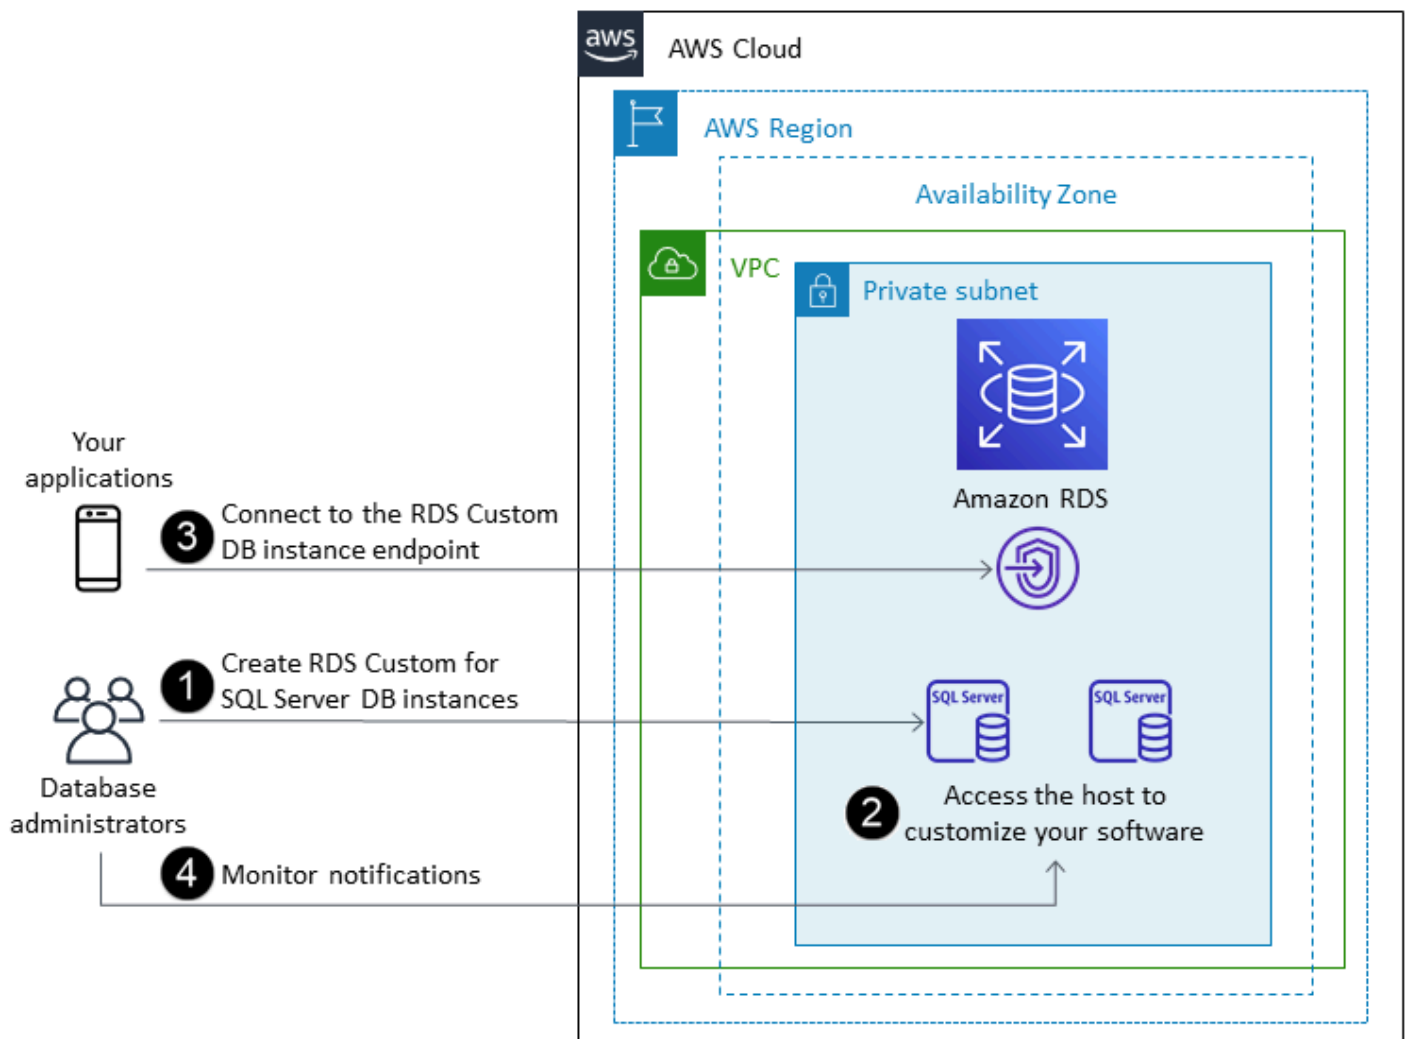 aws
AWS Cloud
AWS Region
Availability Zone
VPC
Private subnet
Amazon RDS
Your
applications
3
Connect to the RDS Custom
DB instance endpoint
1
Create RDS Custom for
SQL Server DB instances
SQL Server
SQL Server
Database
administrators
2
Access the host to
customize your software
4
Monitor notifications